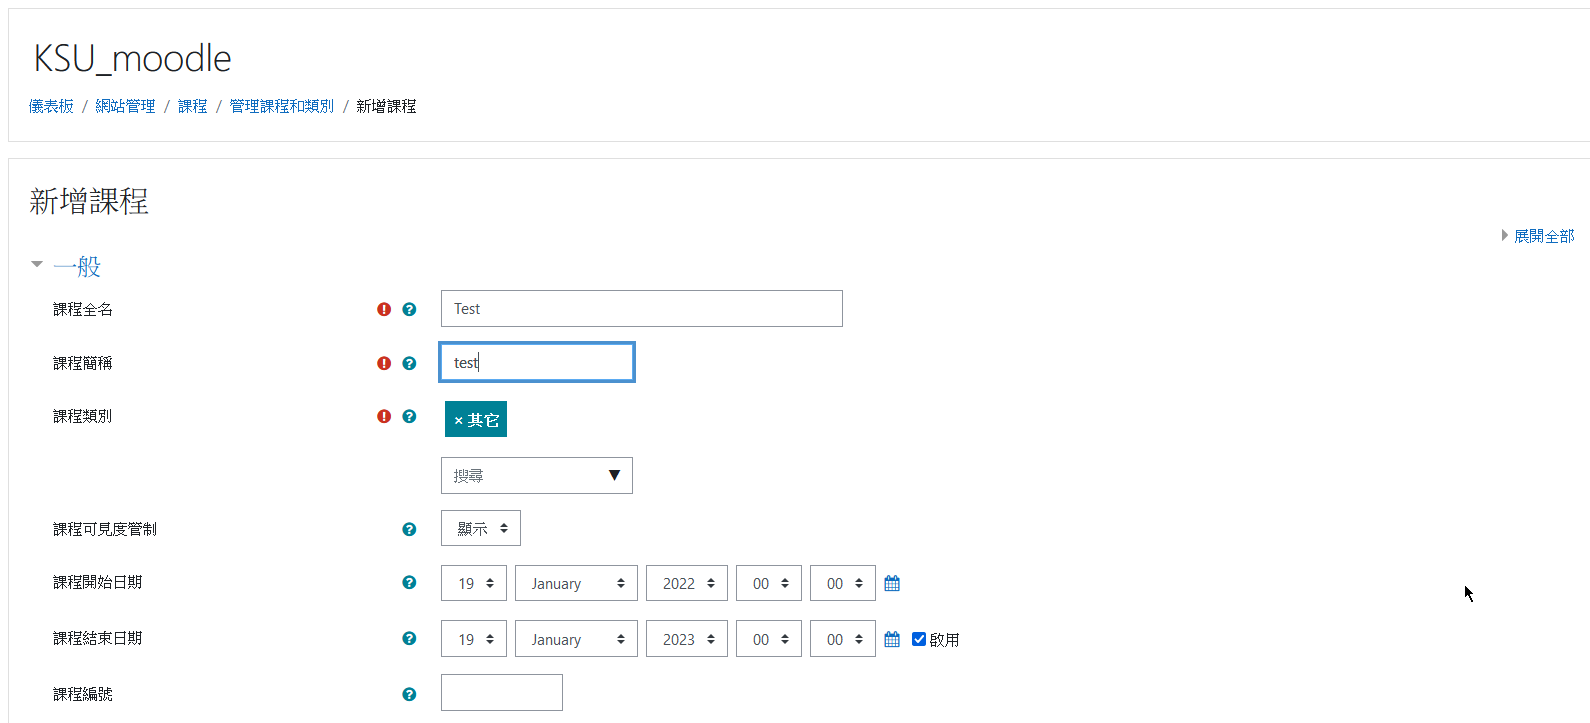 KSU_moodle
儀表板 / 網站管理 / 課程 / 管理課程和類別 / 新增課程
新增課程
展開全部
一般
課程全名 Test
課程簡稱 test
課程類別 × 其它
搜尋 ▼
課程可見度管制 顯示
課程開始日期 19 January 2022 00 00
課程結束日期 19 January 2023 00 00 啟用
課程編號